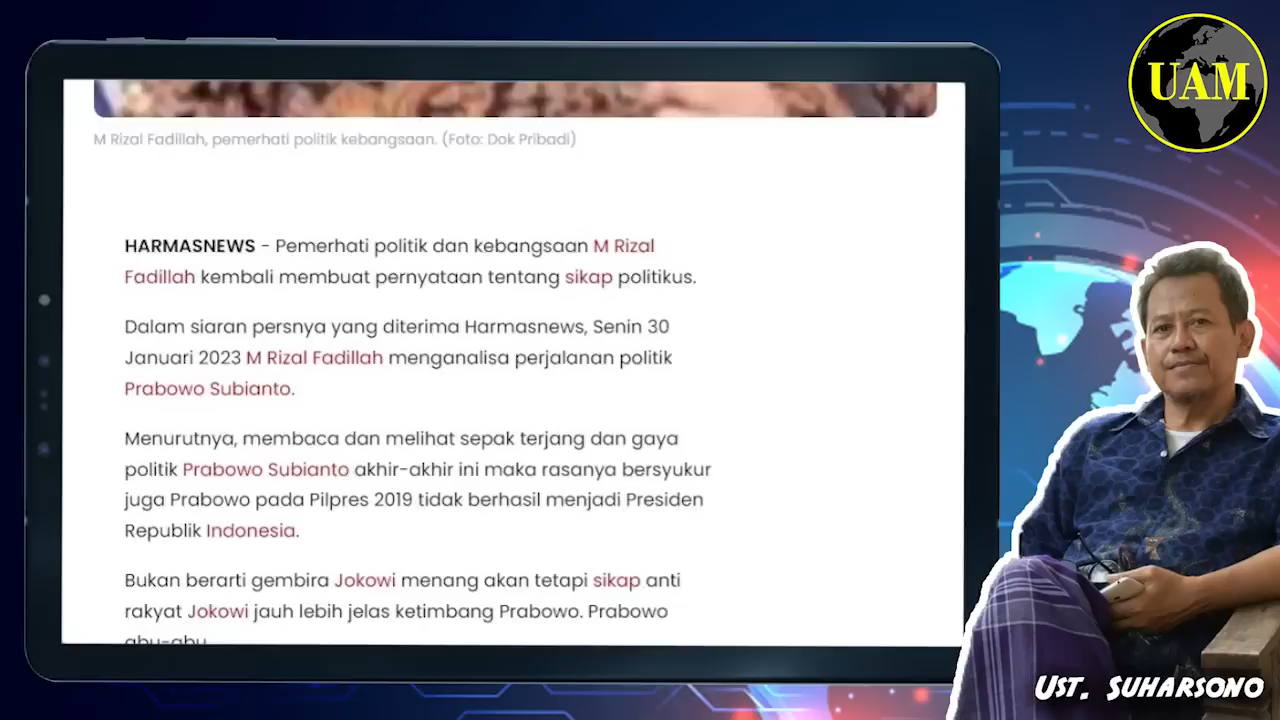 UAM
M Rizal Fadillah, pemerhati politik kebangsaan. (Foto: Dok Pribadi)
HARMASNEWS - Pemerhati politik dan kebangsaan M Rizal
Fadillah kembali membuat pernyataan tentang sikap politikus.
Dalam siaran persnya yang diterima Harmasnews, Senin 30
Januari 2023 M Rizal Fadillah menganalisa perjalanan politik
Prabowo Subianto.
Menurutnya, membaca dan melihat sepak terjang dan gaya
politik Prabowo Subianto akhir-akhir ini maka rasanya bersyukur
juga Prabowo pada Pilpres 2019 tidak berhasil menjadi Presiden
Republik Indonesia.
Bukan berarti gembira Jokowi menang akan tetapi sikap anti
rakyat Jokowi jauh lebih jelas ketimbang Prabowo. Prabowo
abu-abu
Ust. Suharsono